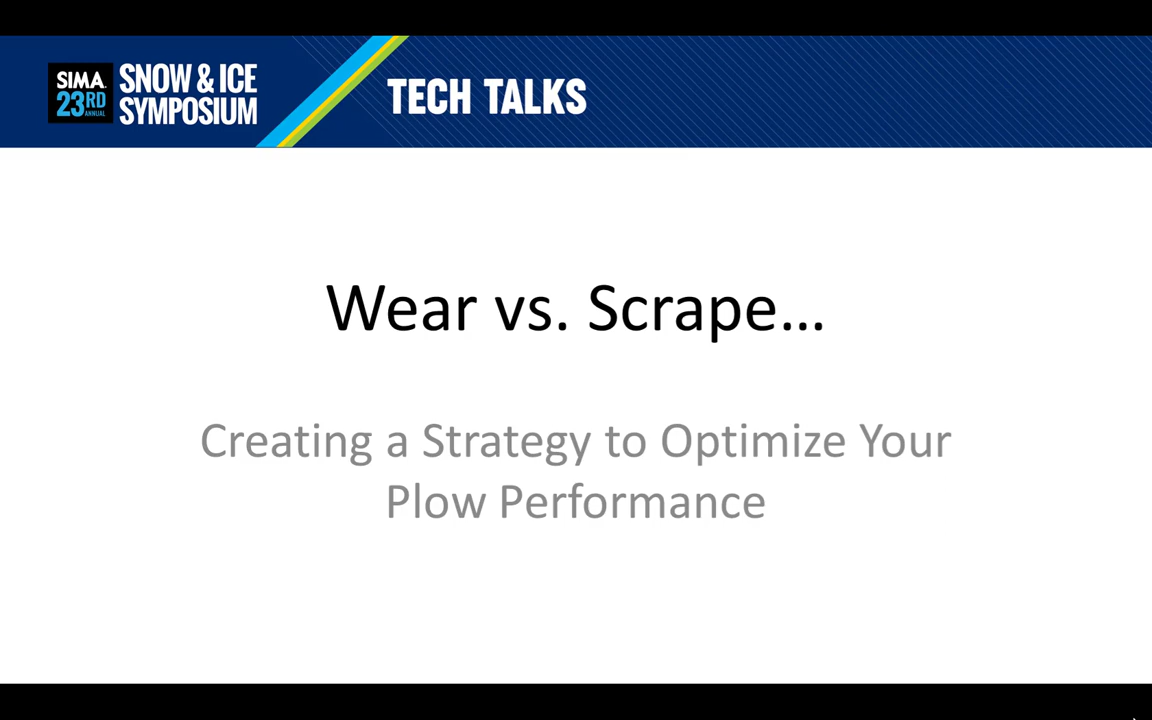 SIMA
23RD
ANNUAL
SNOW & ICE
SYMPOSIUM
TECH TALKS
Wear vs. Scrape...
Creating a Strategy to Optimize Your
Plow Performance